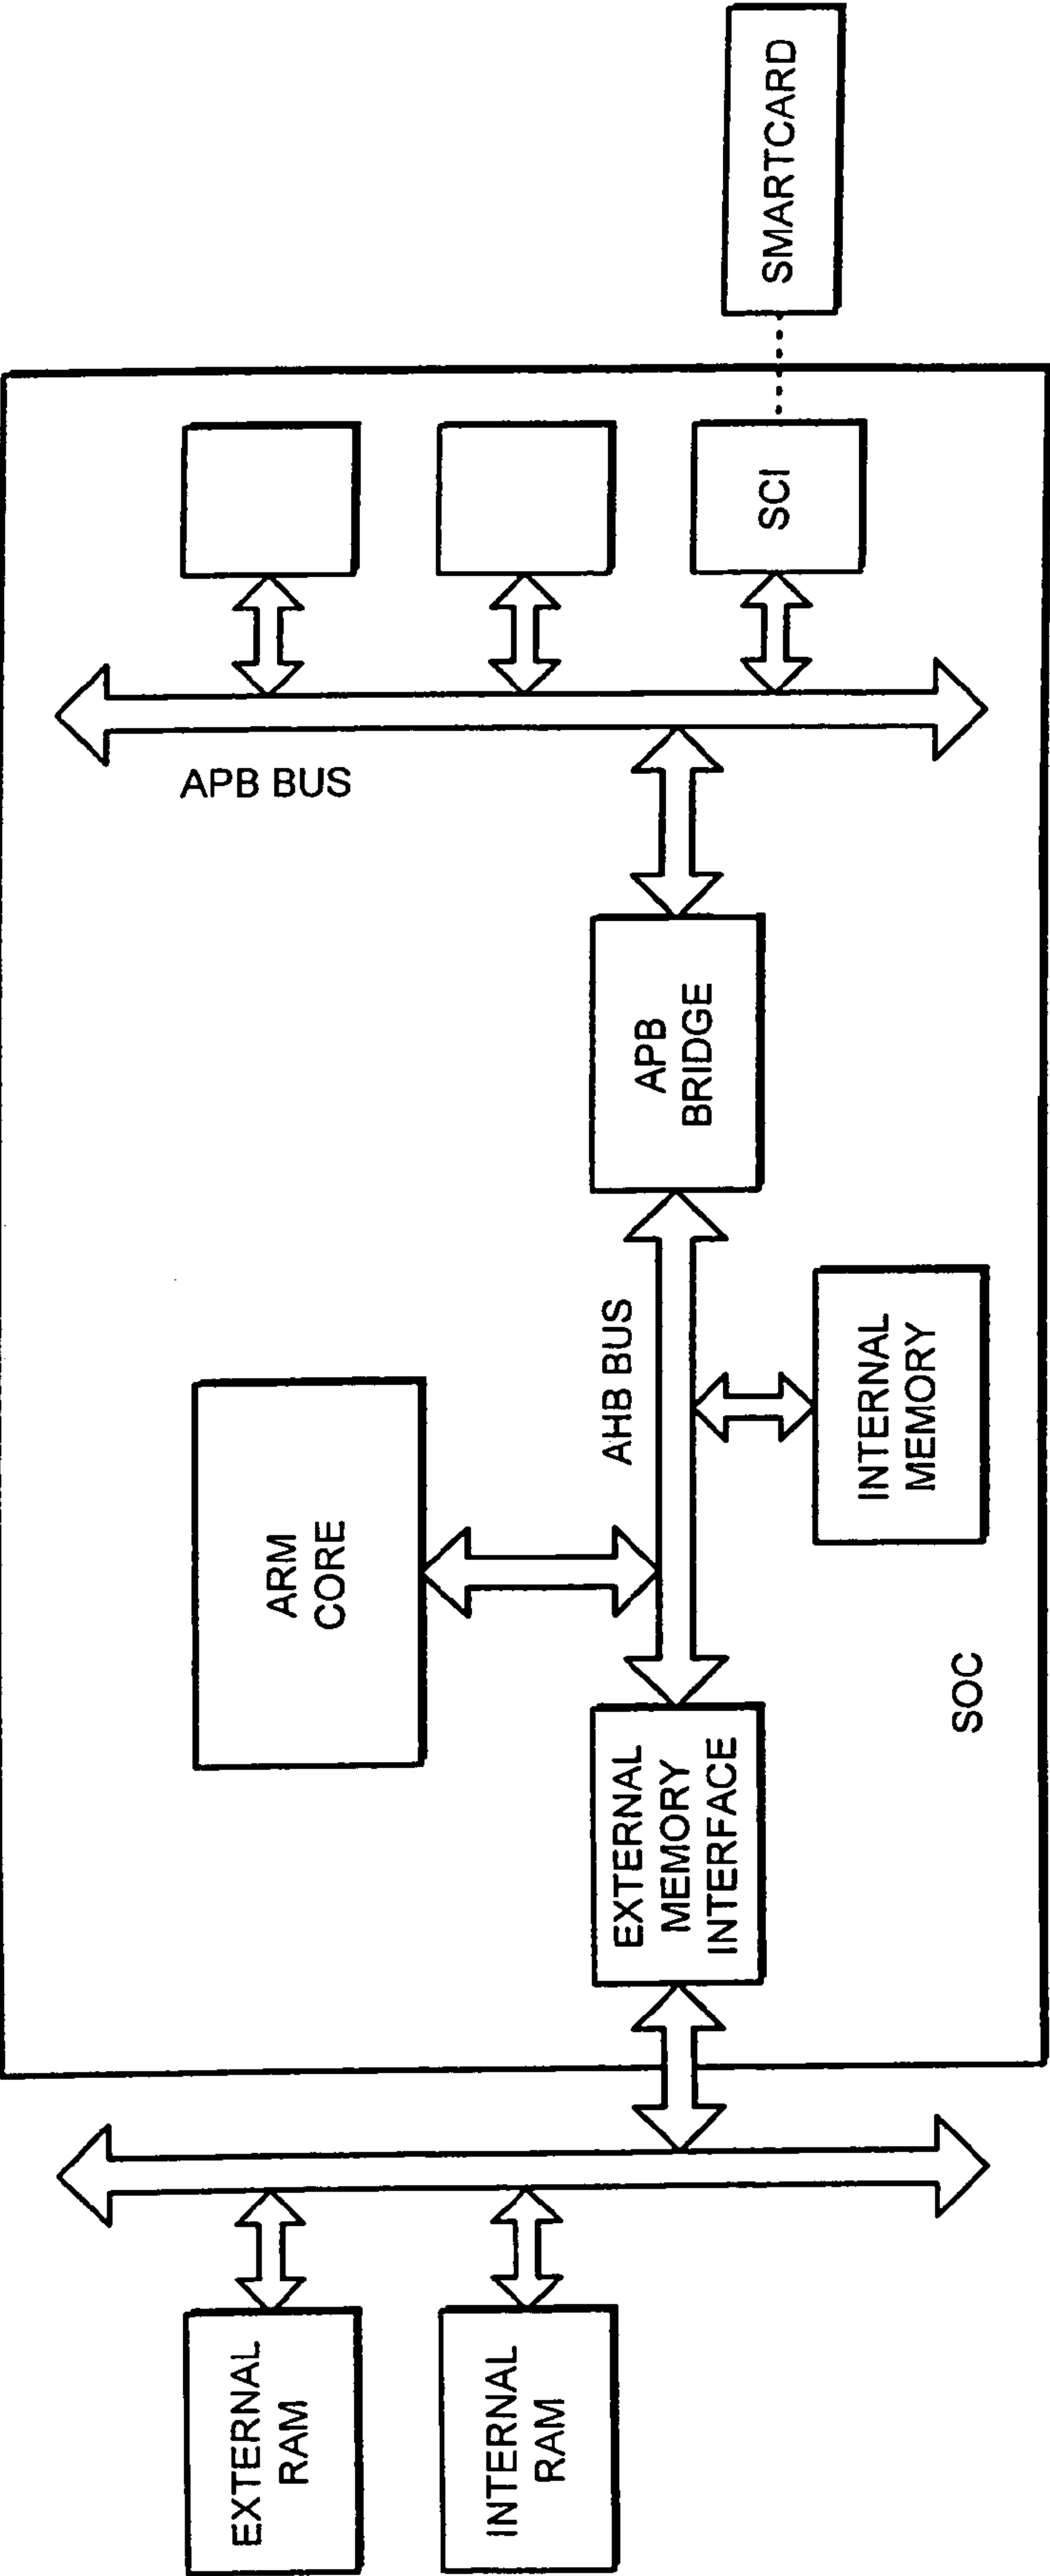 EXTERNAL
RAM
INTERNAL
RAM
EXTERNAL
MEMORY
INTERFACE
SOC
ARM
CORE
AHB BUS
INTERNAL
MEMORY
APB
BRIDGE
APB BUS
SCI
SMARTCARD